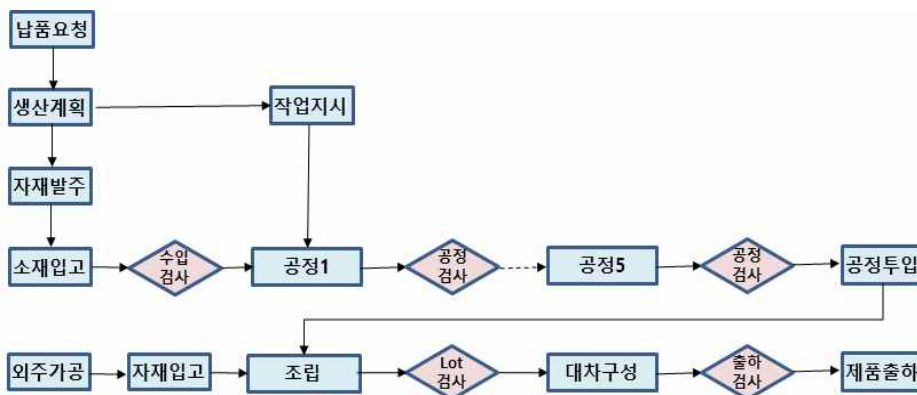 납품요청
생산계획
작업지시
자재발주
소재입고
수입
검사
공정1
공정
검사
공정5
공정
검사
공정투입
외주가공
자재입고
조립
Lot
검사
대차구성
출하
검사
제품출하